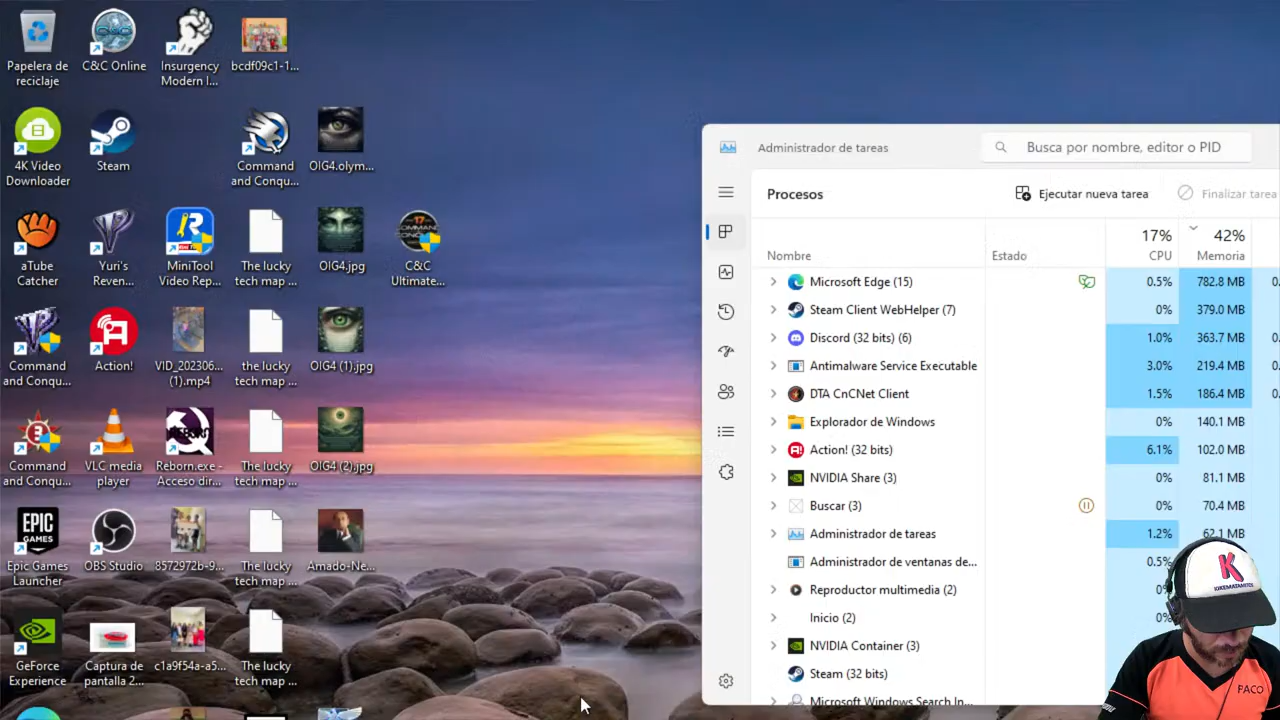 Papelera de
reciclaje
C&C Online
Insurgency
Modern I...
bcdf09c1-1...
4K Video
Downloader
Steam
Command
and Conqu...
OIG4.olym...
aTube
Catcher
Yuri's
Reven...
MiniTool
Video Rep...
The lucky
tech map ...
OIG4.jpg
C&C
Ultimate...
Command
and Conqu...
Action!
VID_202306...
(1).mp4
the lucky
tech map ...
OIG4 (1).jpg
Command
and Conqu...
VLC media
player
Reborn.exe -
Acceso dir...
The lucky
tech map ...
OIG4 (2).jpg
EPIC
GAMES
Epic Games
Launcher
OBS Studio
8572972b-9...
The lucky
tech map ...
Amado-Ne...
GeForce
Experience
Captura de
pantalla 2...
c1a9f54a-a5...
The lucky
tech map ...
Administrador de tareas
Busca por nombre, editor o PID
Procesos
Ejecutar nueva tarea
Finalizar tarea
17%
42%
Nombre
Estado
CPU
Memoria
Microsoft Edge (15)
0.5%
782.8 MB
Steam Client WebHelper (7)
0%
379.0 MB
Discord (32 bits) (6)
1.0%
363.7 MB
Antimalware Service Executable
3.0%
219.4 MB
DTA CnCNet Client
1.5%
186.4 MB
Explorador de Windows
0%
140.1 MB
Action! (32 bits)
6.1%
102.0 MB
NVIDIA Share (3)
0%
81.1 MB
Buscar (3)
0%
70.4 MB
Administrador de tareas
1.2%
62.1 MB
Administrador de ventanas de...
0.5%
Reproductor multimedia (2)
Inicio (2)
0%
NVIDIA Container (3)
Steam (32 bits)
Microsoft Windows Search In...
K
PACO